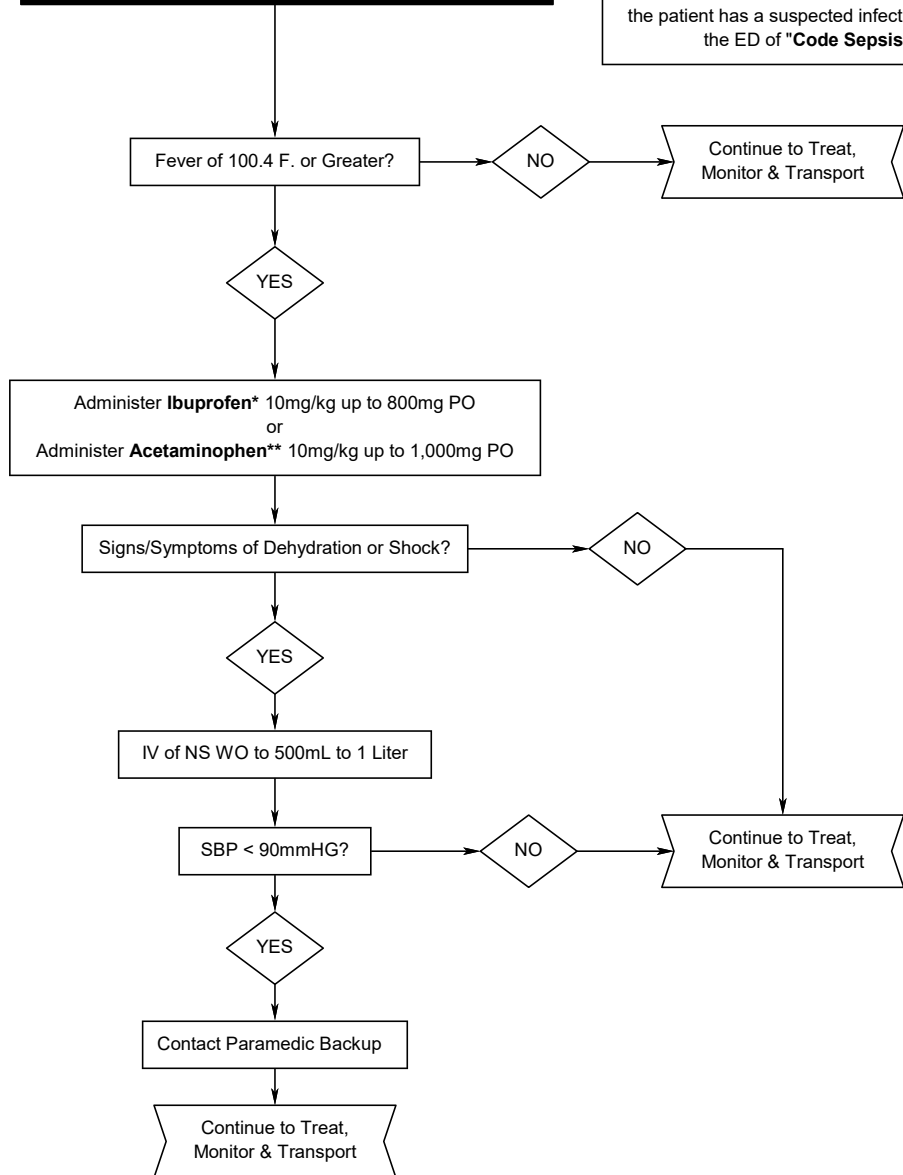 the patient has a suspected infect
the ED of "Code Sepsis
Fever of 100.4 F. or Greater?
NO
Continue to Treat,
Monitor & Transport
YES
Administer Ibuprofen* 10mg/kg up to 800mg PO
or
Administer Acetaminophen** 10mg/kg up to 1,000mg PO
Signs/Symptoms of Dehydration or Shock?
NO
YES
IV of NS WO to 500mL to 1 Liter
SBP < 90mmHG?
NO
Continue to Treat,
Monitor & Transport
YES
Contact Paramedic Backup
Continue to Treat,
Monitor & Transport